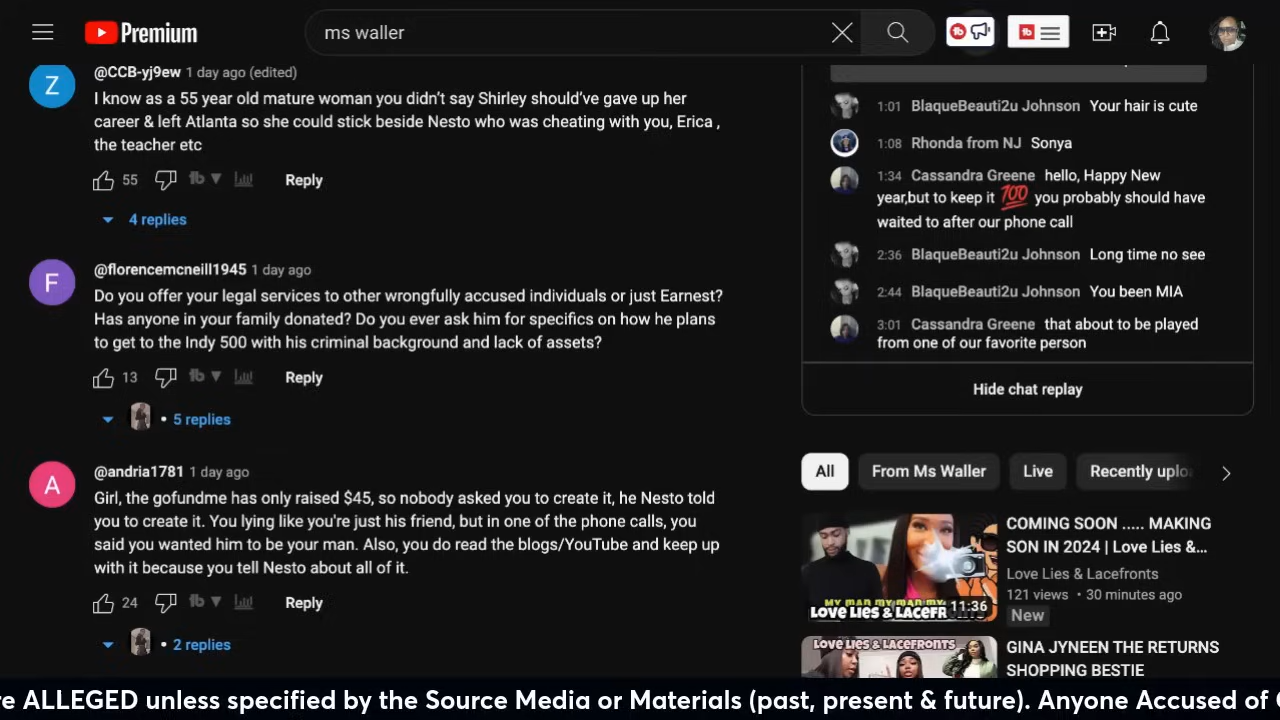 Premium
ms waller
@CCB-yj9ew 1 day ago (edited)
I know as a 55 year old mature woman you didn't say Shirley should've gave up her
career & left Atlanta so she could stick beside Nesto who was cheating with you, Erica ,
the teacher etc
55
Reply
4 replies
@florencemcneill1945 1 day ago
Do you offer your legal services to other wrongfully accused individuals or just Earnest?
Has anyone in your family donated? Do you ever ask him for specifics on how he plans
to get to the Indy 500 with his criminal background and lack of assets?
13
Reply
5 replies
@andria1781 1 day ago
Girl, the gofundme has only raised $45, so nobody asked you to create it, he Nesto told
you to create it. You lying like you're just his friend, but in one of the phone calls, you
said you wanted him to be your man. Also, you do read the blogs/YouTube and keep up
with it because you tell Nesto about all of it.
24
Reply
2 replies
1:01 BlaqueBeauti2u Johnson Your hair is cute
1:08 Rhonda from NJ Sonya
1:34 Cassandra Greene hello, Happy New
year,but to keep it 💯 you probably should have
waited to after our phone call
2:36 BlaqueBeauti2u Johnson Long time no see
2:44 BlaqueBeauti2u Johnson You been MIA
3:01 Cassandra Greene that about to be played
from one of our favorite person
Hide chat replay
All
From Ms Waller
Live
Recently uplo
MY MAN MY MAN MY
LOVE LIES & LACEFR
11:36
COMING SOON ..... MAKING
SON IN 2024 | Love Lies &...
Love Lies & Lacefronts
121 views • 30 minutes ago
New
LOVE LIES & LACEFRONTS
GINA JYNEEN THE RETURNS
SHOPPING BESTIE
re ALLEGED unless specified by the Source Media or Materials (past, present & future). Anyone Accused of